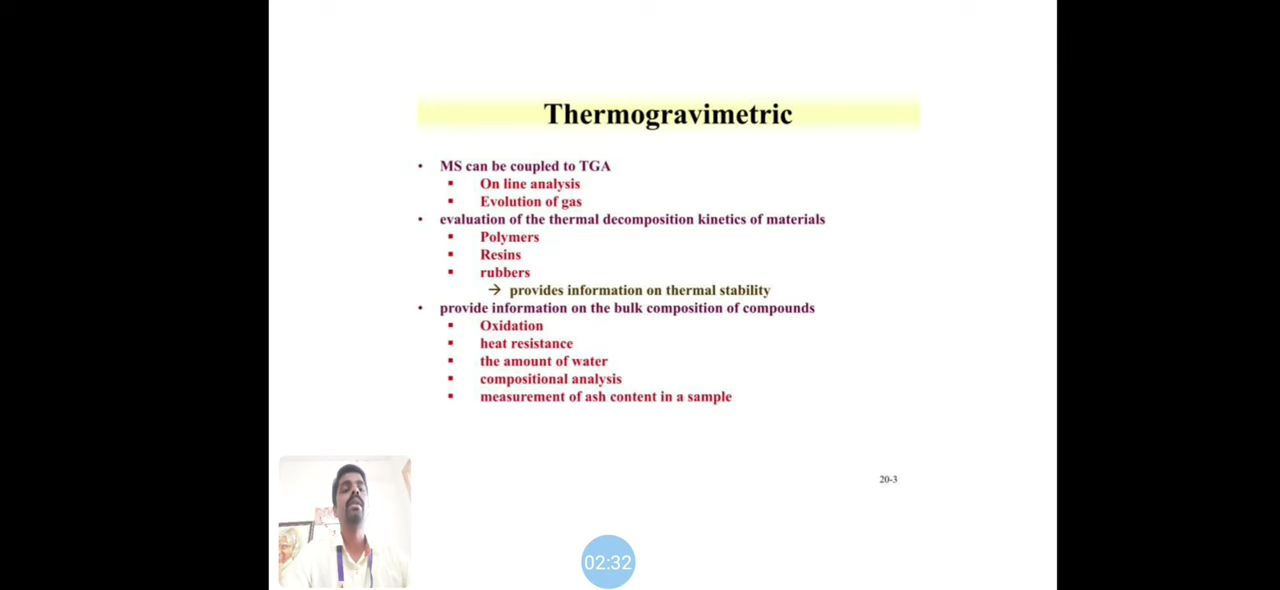 Thermogravimetric
• MS can be coupled to TGA
▪ On line analysis
▪ Evolution of gas
• evaluation of the thermal decomposition kinetics of materials
▪ Polymers
▪ Resins
▪ rubbers
→ provides information on thermal stability
• provide information on the bulk composition of compounds
▪ Oxidation
▪ heat resistance
▪ the amount of water
▪ compositional analysis
▪ measurement of ash content in a sample
20-3
02:32